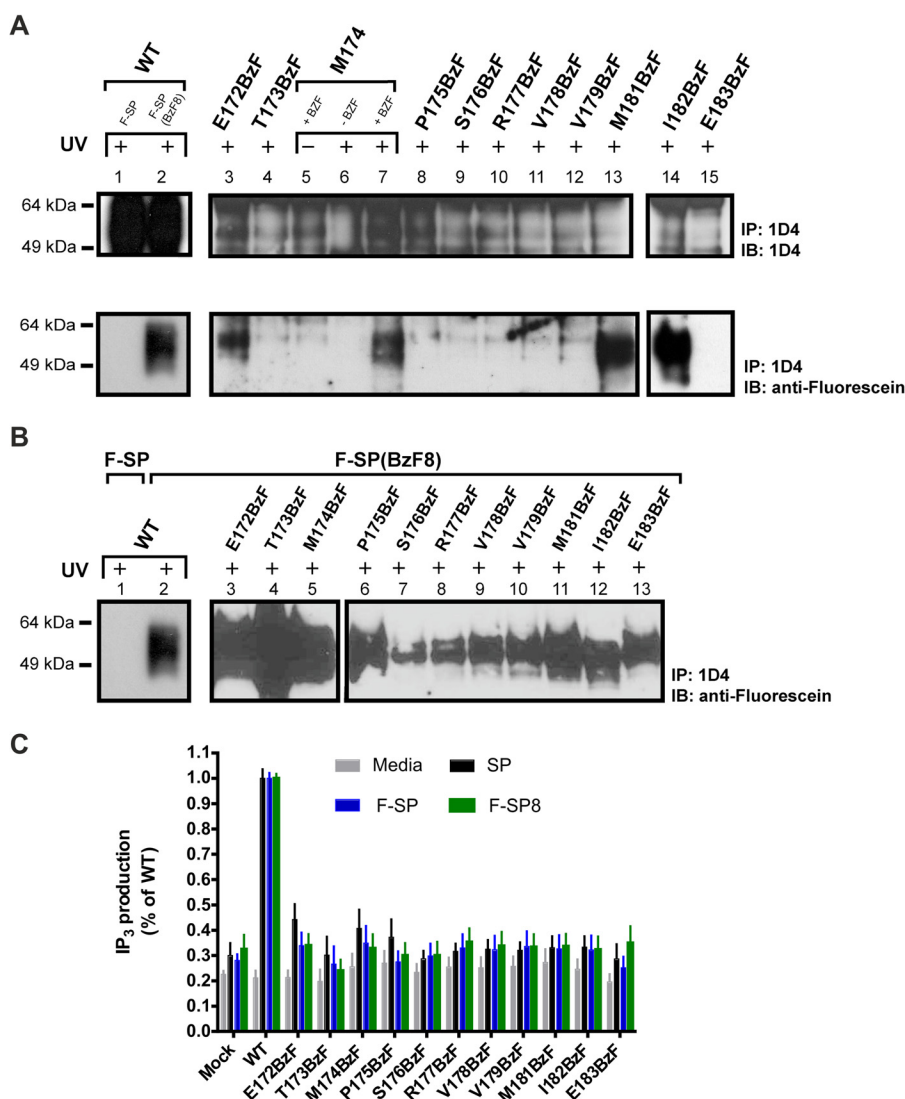 A
WT
M174
F-SP
F-SP (BzF8)
E172BzF
T173BzF
+ BZF
- BZF
+ BZF
P175BzF
S176BzF
R177BzF
V178BzF
V179BzF
M181BzF
I182BzF
E183BzF
UV + + + + − + + + + + + + + + +
1 2 3 4 5 6 7 8 9 10 11 12 13 14 15
64 kDa
49 kDa
IP: 1D4
IB: 1D4
64 kDa
49 kDa
IP: 1D4
IB: anti-Fluorescein
B
F-SP F-SP(BzF8)
WT
E172BzF
T173BzF
M174BzF
P175BzF
S176BzF
R177BzF
V178BzF
V179BzF
M181BzF
I182BzF
E183BzF
UV + + + + + + + + + + + + +
1 2 3 4 5 6 7 8 9 10 11 12 13
64 kDa
49 kDa
IP: 1D4
IB: anti-Fluorescein
C
IP3 production
(% of WT)
1.1
1.0
0.9
0.8
0.7
0.6
0.5
0.4
0.3
0.2
0.1
0.0
Media SP
F-SP F-SP8
Mock
WT
E172BzF
T173BzF
M174BzF
P175BzF
S176BzF
R177BzF
V178BzF
V179BzF
M181BzF
I182BzF
E183BzF